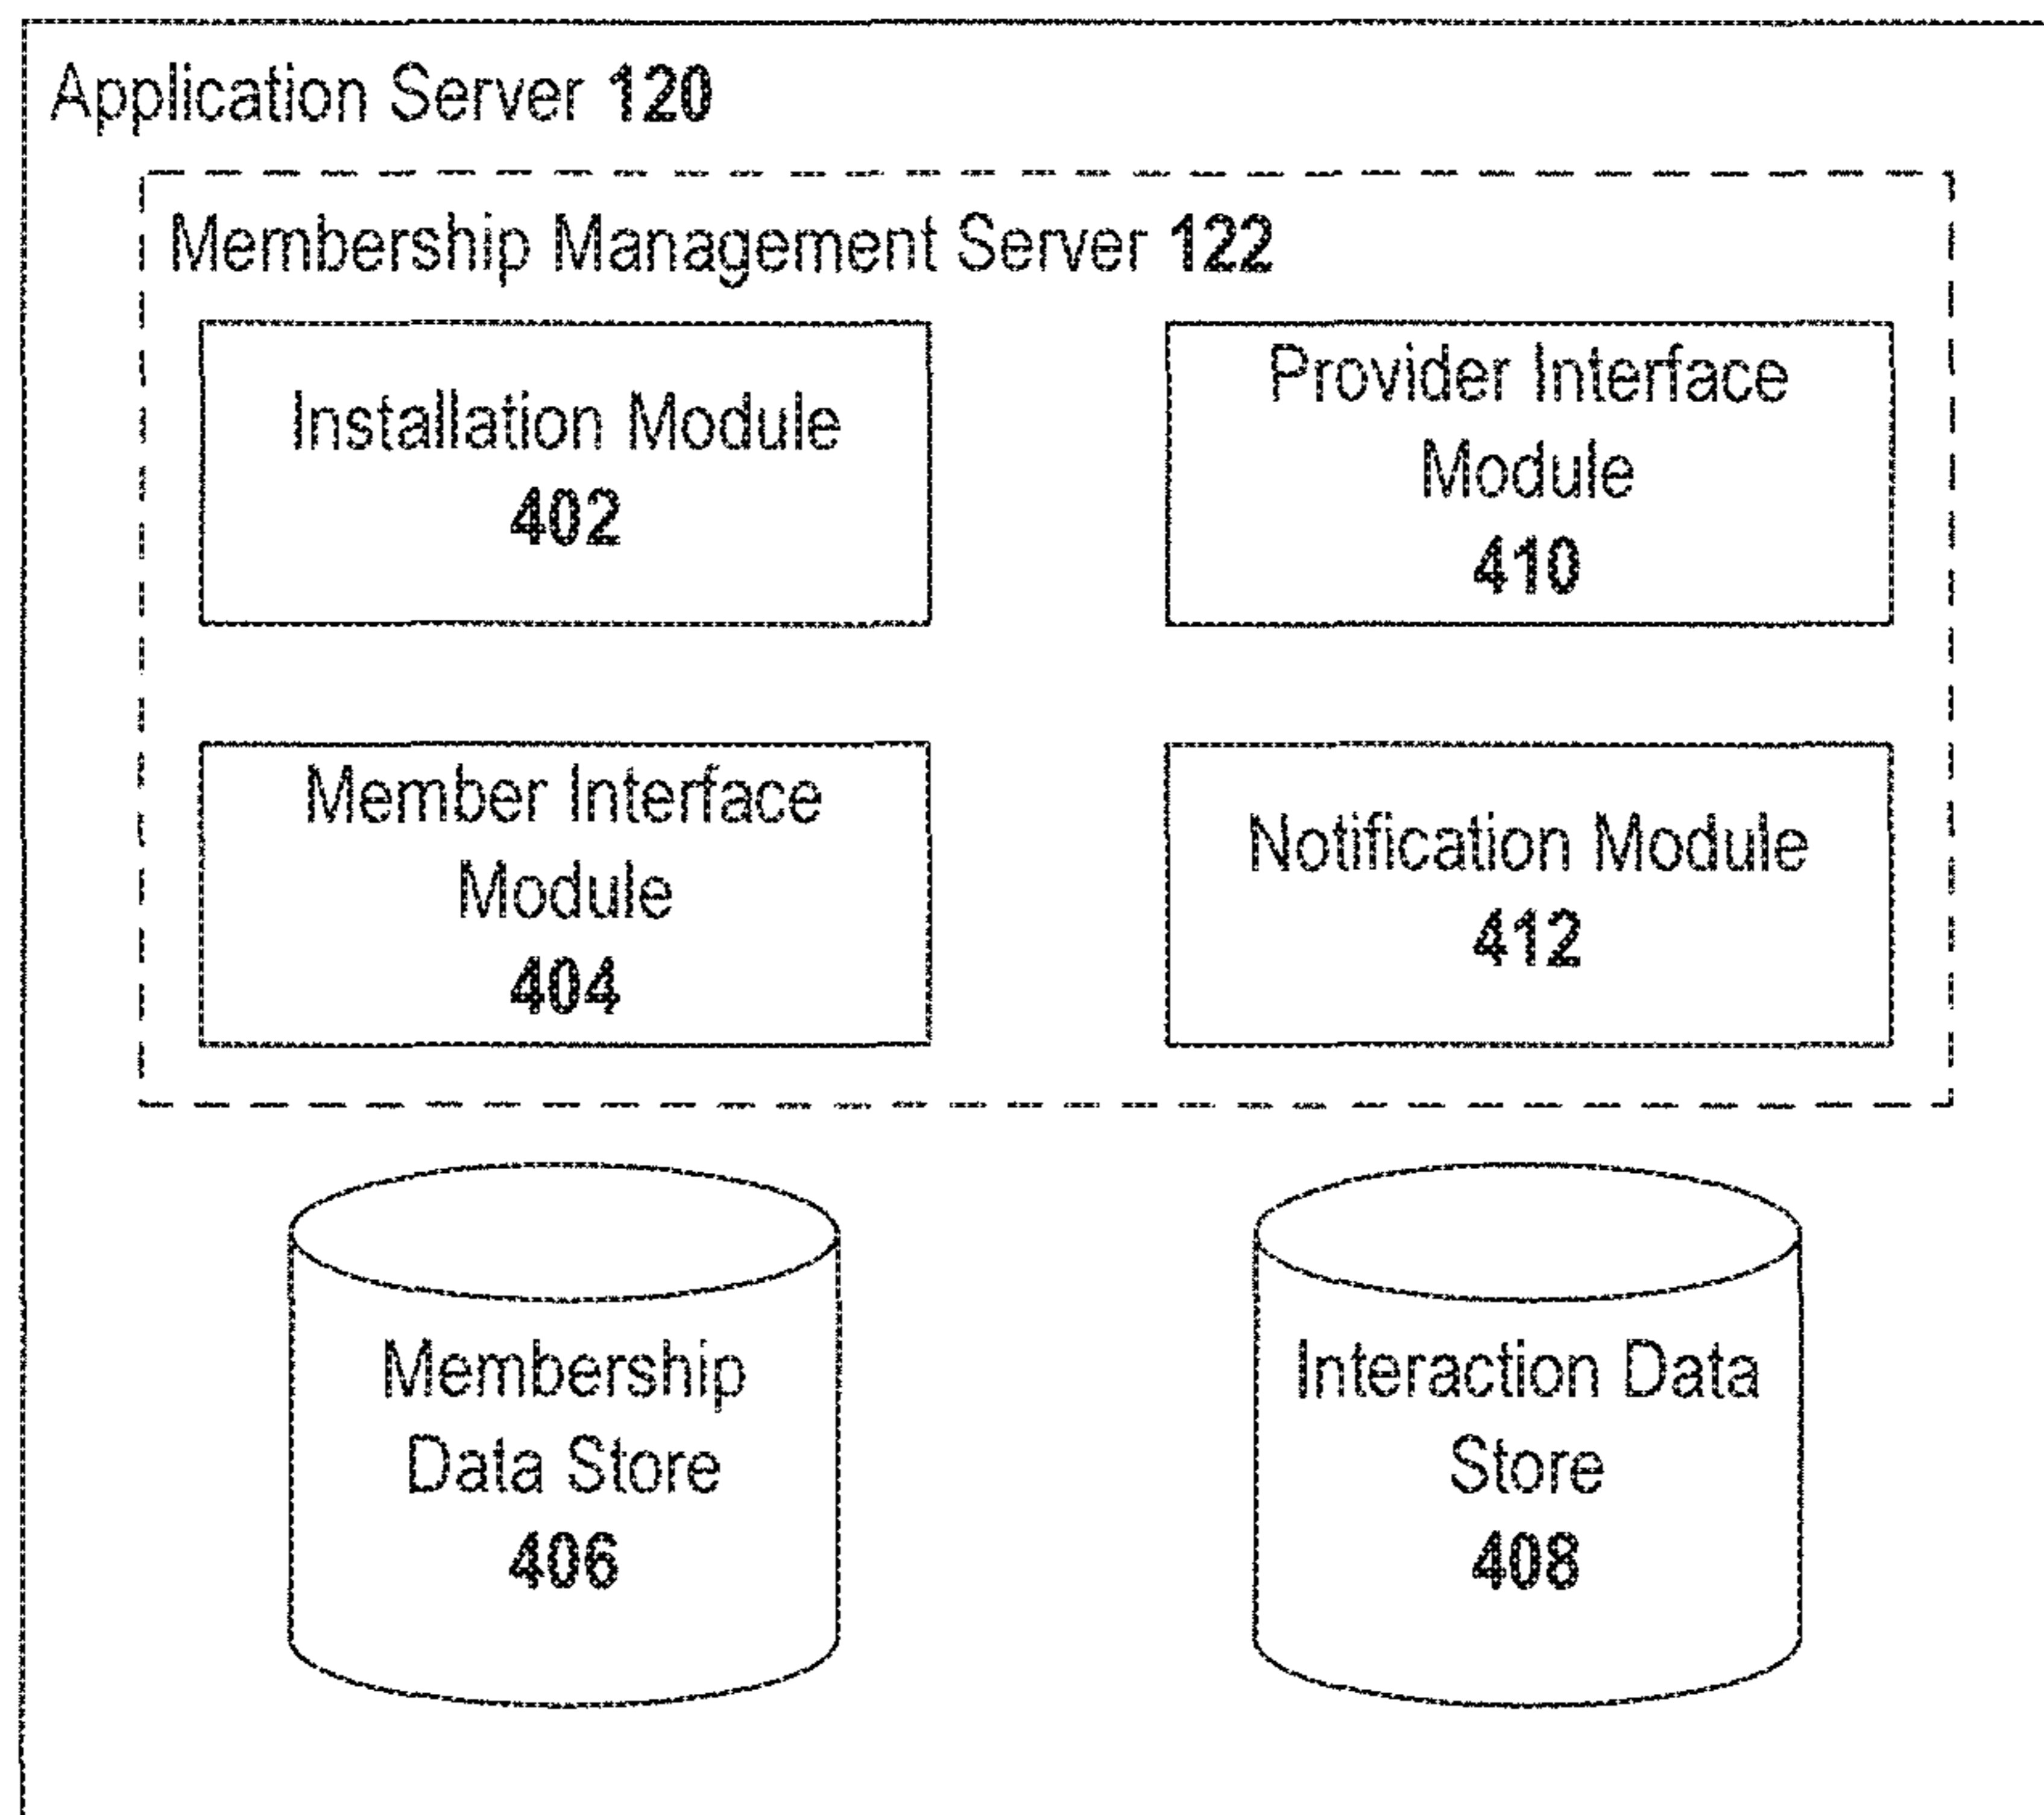 Application Server 120
Membership Management Server 122
Installation Module
402
Provider Interface
Module
410
Member Interface
Module
404
Notification Module
412
Membership
Data Store
406
Interaction Data
Store
408